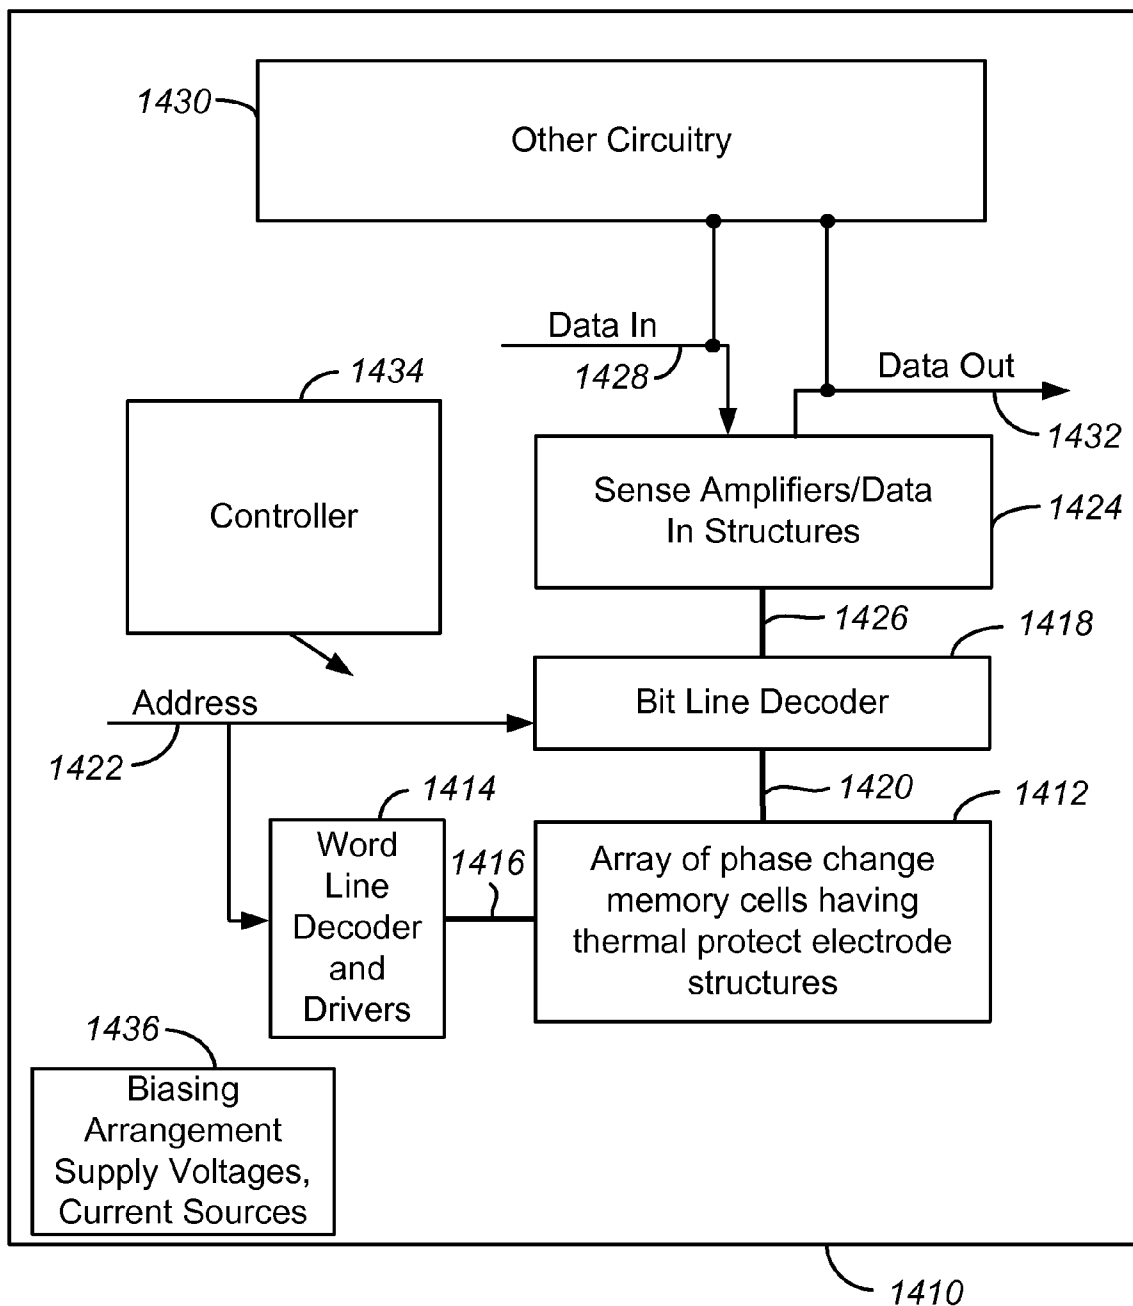 1430
Other Circuitry
Data In
1428
Data Out
1432
1434
Controller
Sense Amplifiers/Data
In Structures
1424
1426
1418
Address
1422
Bit Line Decoder
1420
1414
1412
Word
Line
Decoder
and
Drivers
1416
Array of phase change
memory cells having
thermal protect electrode
structures
1436
Biasing
Arrangement
Supply Voltages,
Current Sources
1410